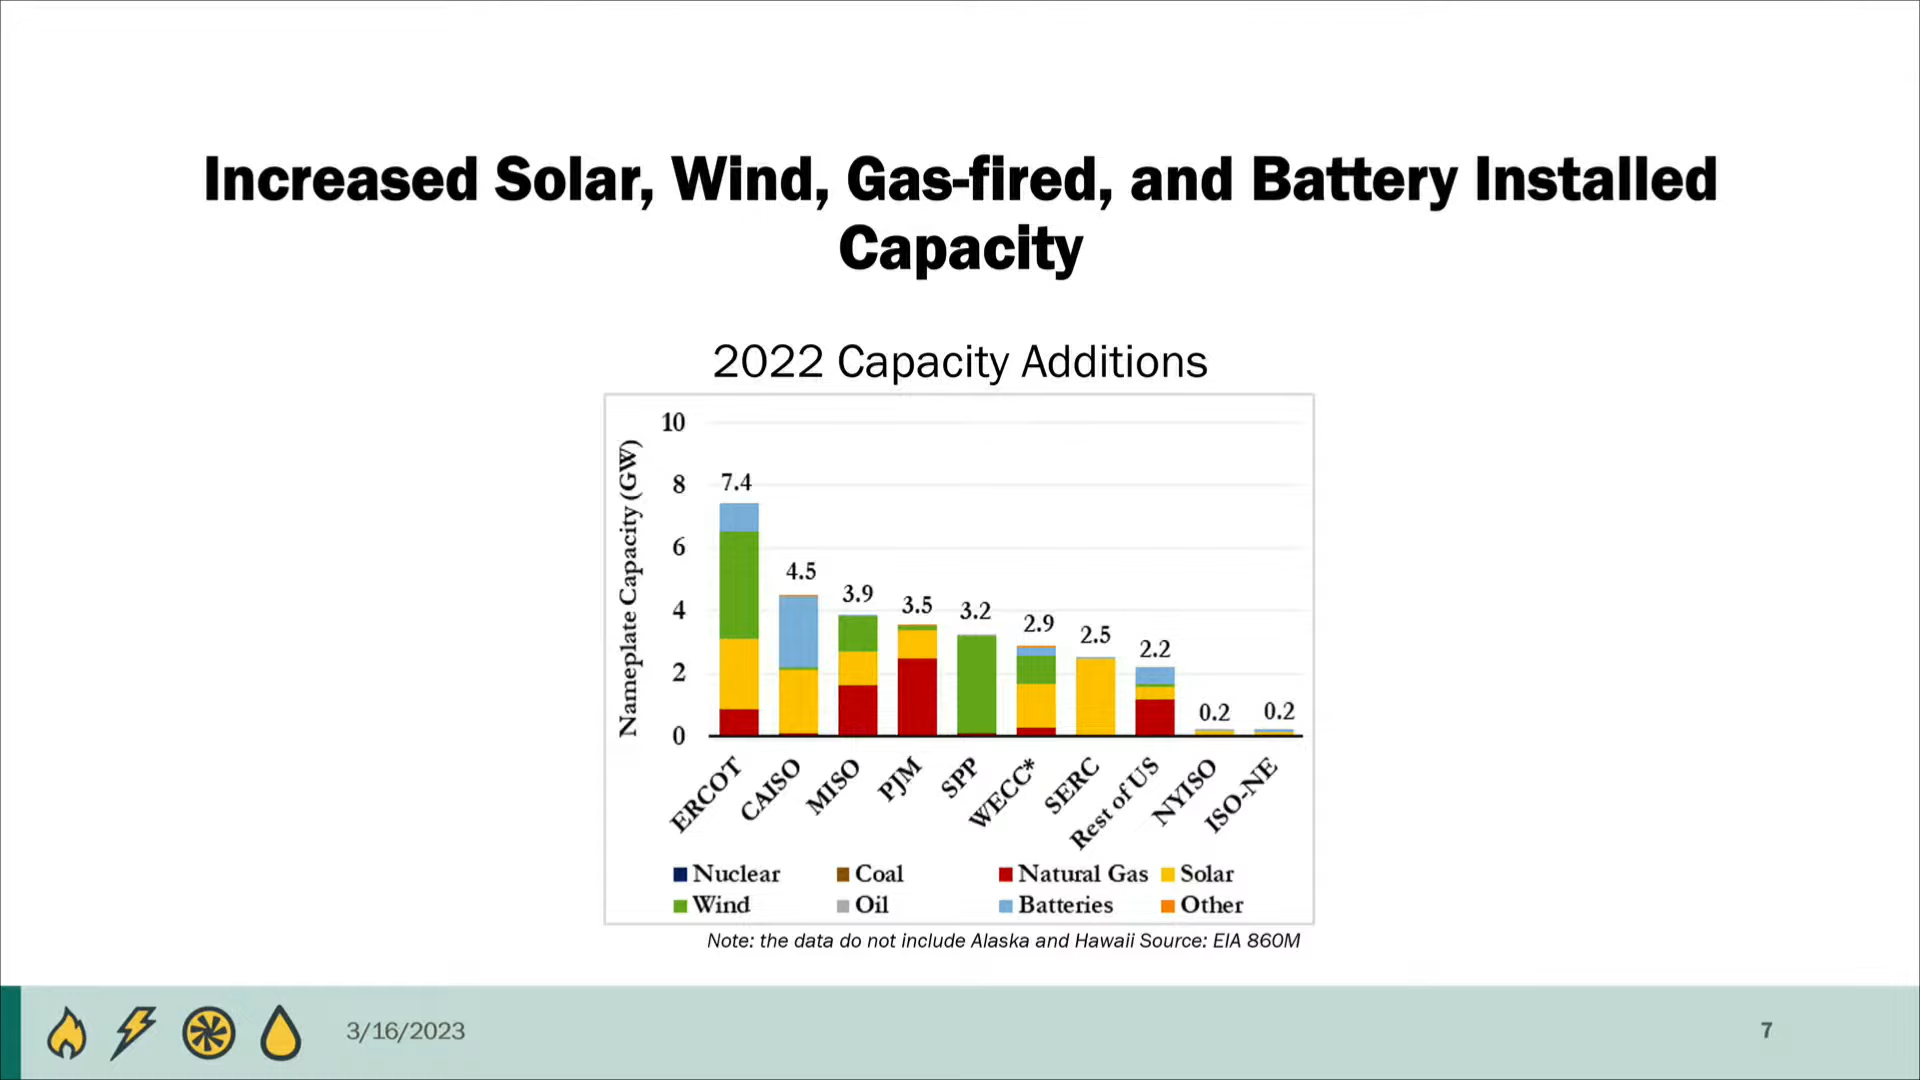 Increased Solar, Wind, Gas-fired, and Battery Installed
Capacity
2022 Capacity Additions
Nameplate Capacity (GW)
10
8
6
4
2
0
7.4
4.5
3.9
3.5
3.2
2.9
2.5
2.2
0.2
0.2
ERCOT
CAISO
MISO
PJM
SPP
WECC*
SERC
Rest of US
NYISO
ISO-NE
Nuclear
Coal
Natural Gas
Solar
Wind
Oil
Batteries
Other
Note: the data do not include Alaska and Hawaii Source: EIA 860M
3/16/2023
7